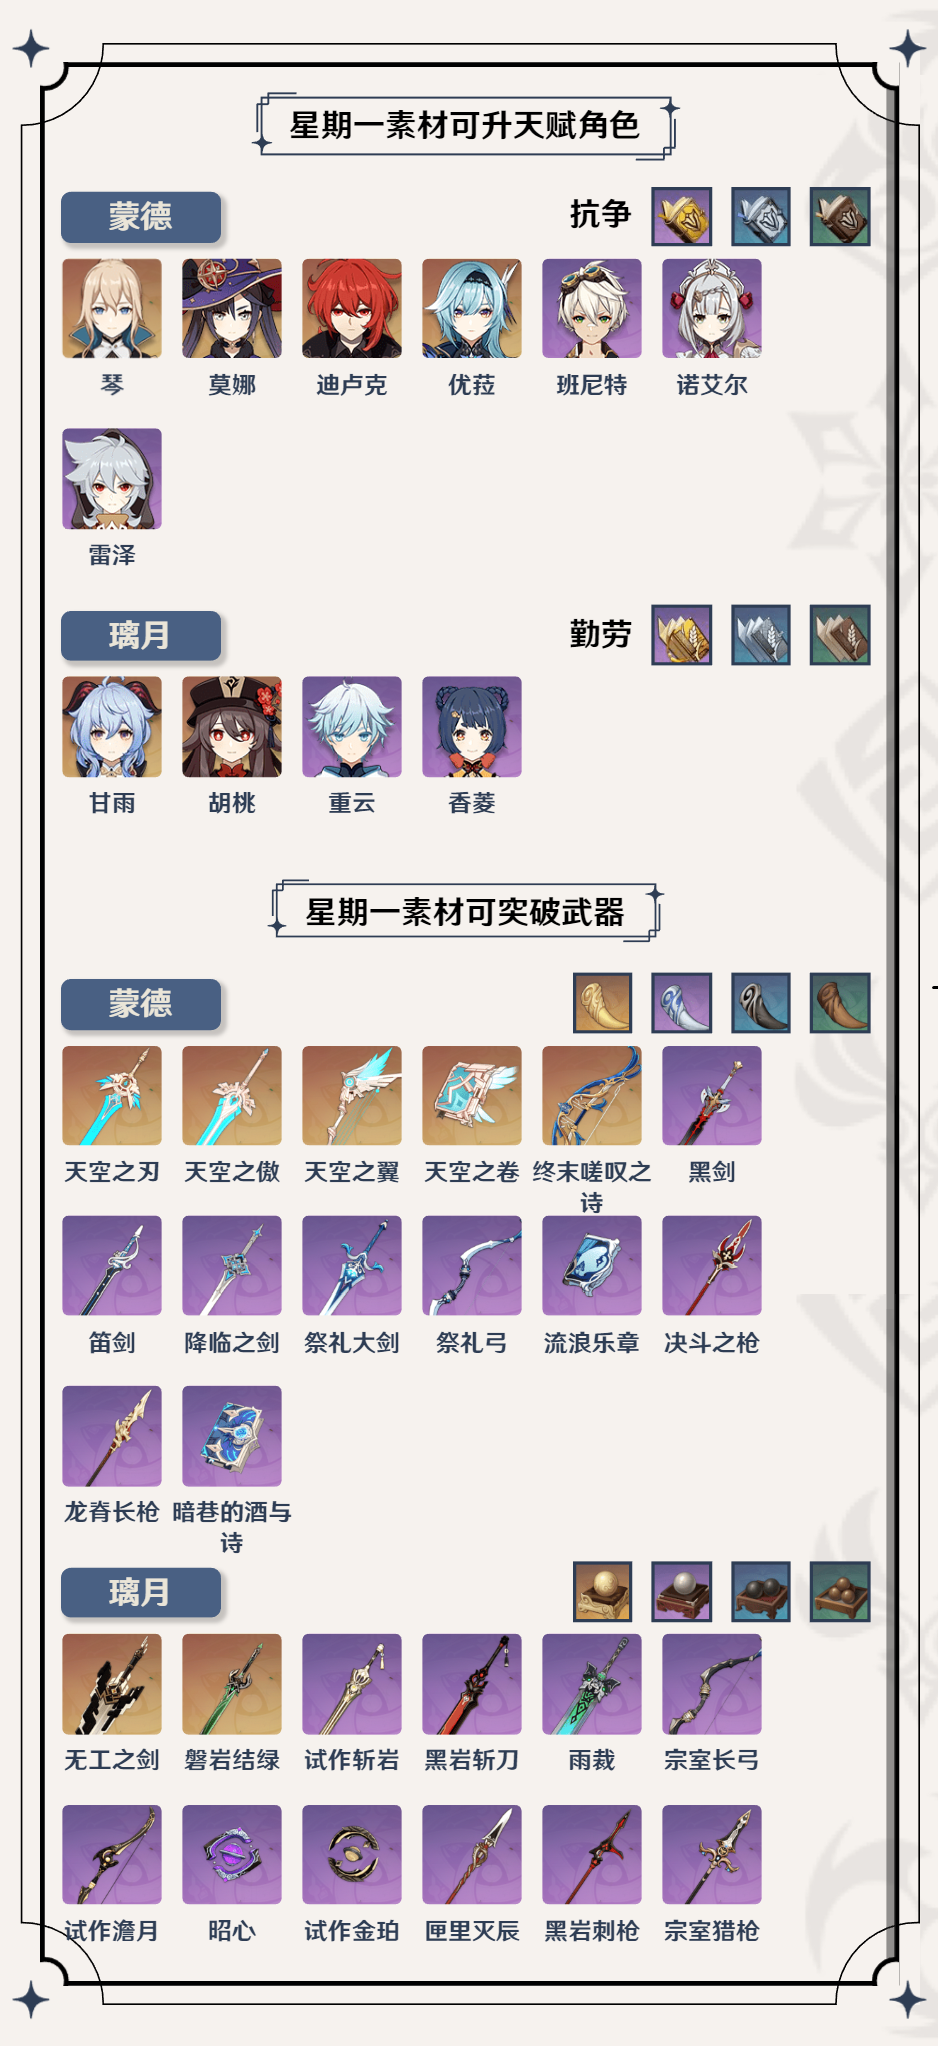 星期一素材可升天赋角色
蒙德
抗争
琴 莫娜 迪卢克 优菈 班尼特 诺艾尔
雷泽
璃月
勤劳
甘雨 胡桃 重云 香菱
星期一素材可突破武器
蒙德
天空之刃 天空之傲 天空之翼 天空之卷 终末嗟叹之诗 黑剑
笛剑 降临之剑 祭礼大剑 祭礼弓 流浪乐章 决斗之枪
龙脊长枪 暗巷的酒与诗
璃月
无工之剑 磐岩结绿 试作斩岩 黑岩斩刀 雨裁 宗室长弓
试作澹月 昭心 试作金珀 匣里灭辰 黑岩刺枪 宗室猎枪